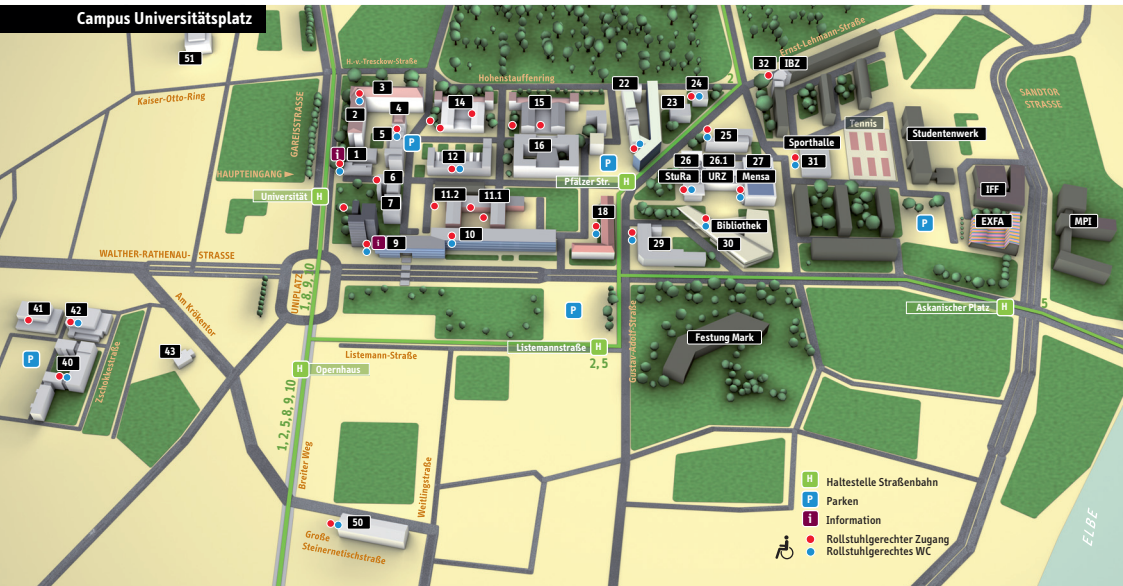 Campus Universitätsplatz
51
Kaiser-Otto-Ring
GAREISSTRASSE
H.-v.-Tresckow-Straße
Hohenstauffenring
Ernst-Lehmann-Straße
SANDTOR
STRASSE
2
3
2
4
5
14
15
16
22
23
24
32
IBZ
i
1
P
12
6
7
HAUPTEINGANG
Universität H
11.2
11.1
i
9
10
18
P
Pfälzer Str. H
25
26
26.1
27
StuRa
URZ
Mensa
Sporthalle
31
Tennis
Studentenwerk
Bibliothek
30
29
P
IFF
EXFA
MPI
WALTHER-RATHENAU- STRASSE
UNIPLATZ
1, 8, 9, 10
Am Krökentor
41
42
P
40
Zschokkestraße
43
P
Gustav-Adolf-Straße
Festung Mark
Askanischer Platz H
5
Listemann-Straße
Listemannstraße H
2, 5
H Opernhaus
1, 2, 5, 8, 9, 10
Breiter Weg
Weitlingstraße
50
Große
Steinernetischstraße
H Haltestelle Straßenbahn
P Parken
i Information
Rollstuhlgerechter Zugang
Rollstuhlgerechtes WC
ELBE